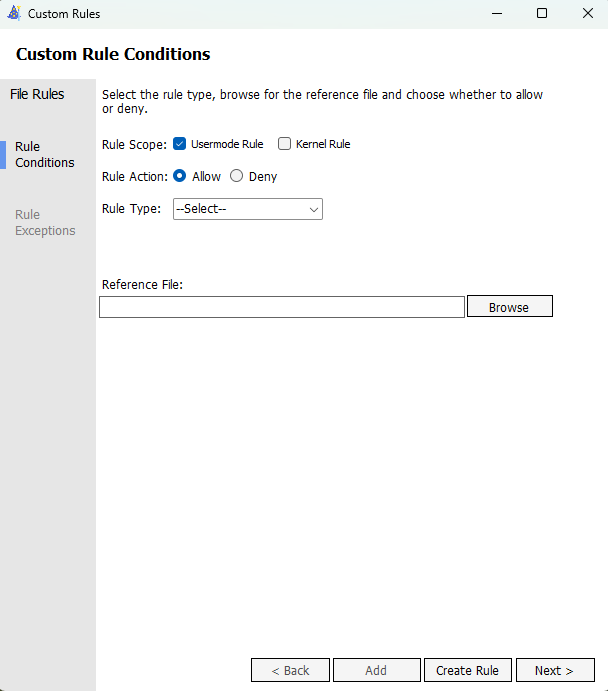 Custom Rules
Custom Rule Conditions
File Rules
Rule
Conditions
Rule
Exceptions
Select the rule type, browse for the reference file and choose whether to allow
or deny.
Rule Scope: Usermode Rule Kernel Rule
Rule Action: Allow Deny
Rule Type: --Select--
Reference File:
Browse
< Back Add Create Rule Next >